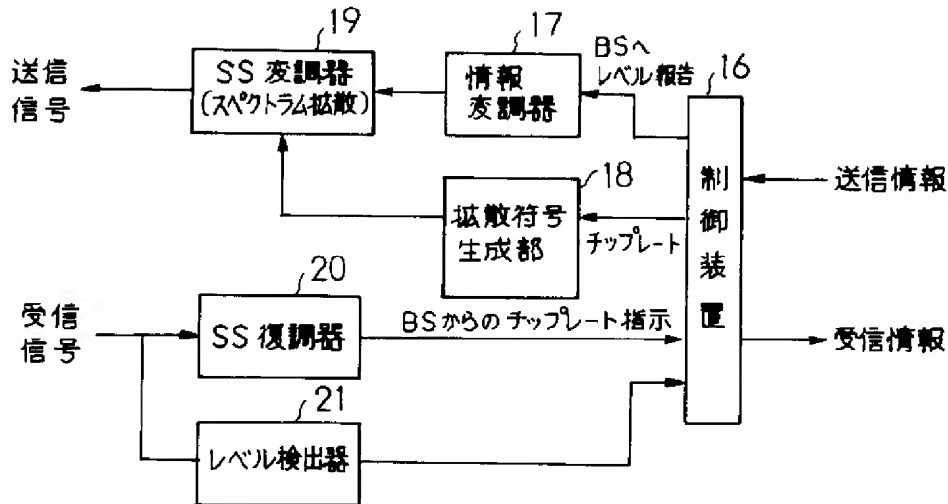 19
SS 変調器
(スペクトラム拡散)
送信
信号
17
情報
変調器
BSへ
レベル報告
16
制御装置
送信情報
18
拡散符号
生成部
チップレート
20
SS 復調器
受信
信号
BSからのチップレート指示
受信情報
21
レベル検出器